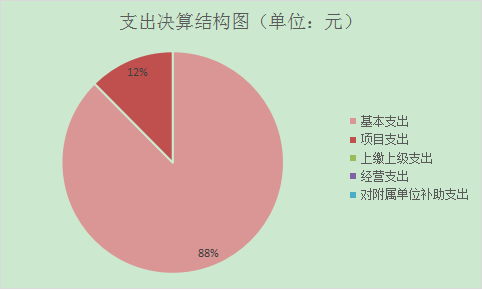 支出决算结构图（单位：元）
12%
88%
基本支出
项目支出
上缴上级支出
经营支出
对附属单位补助支出